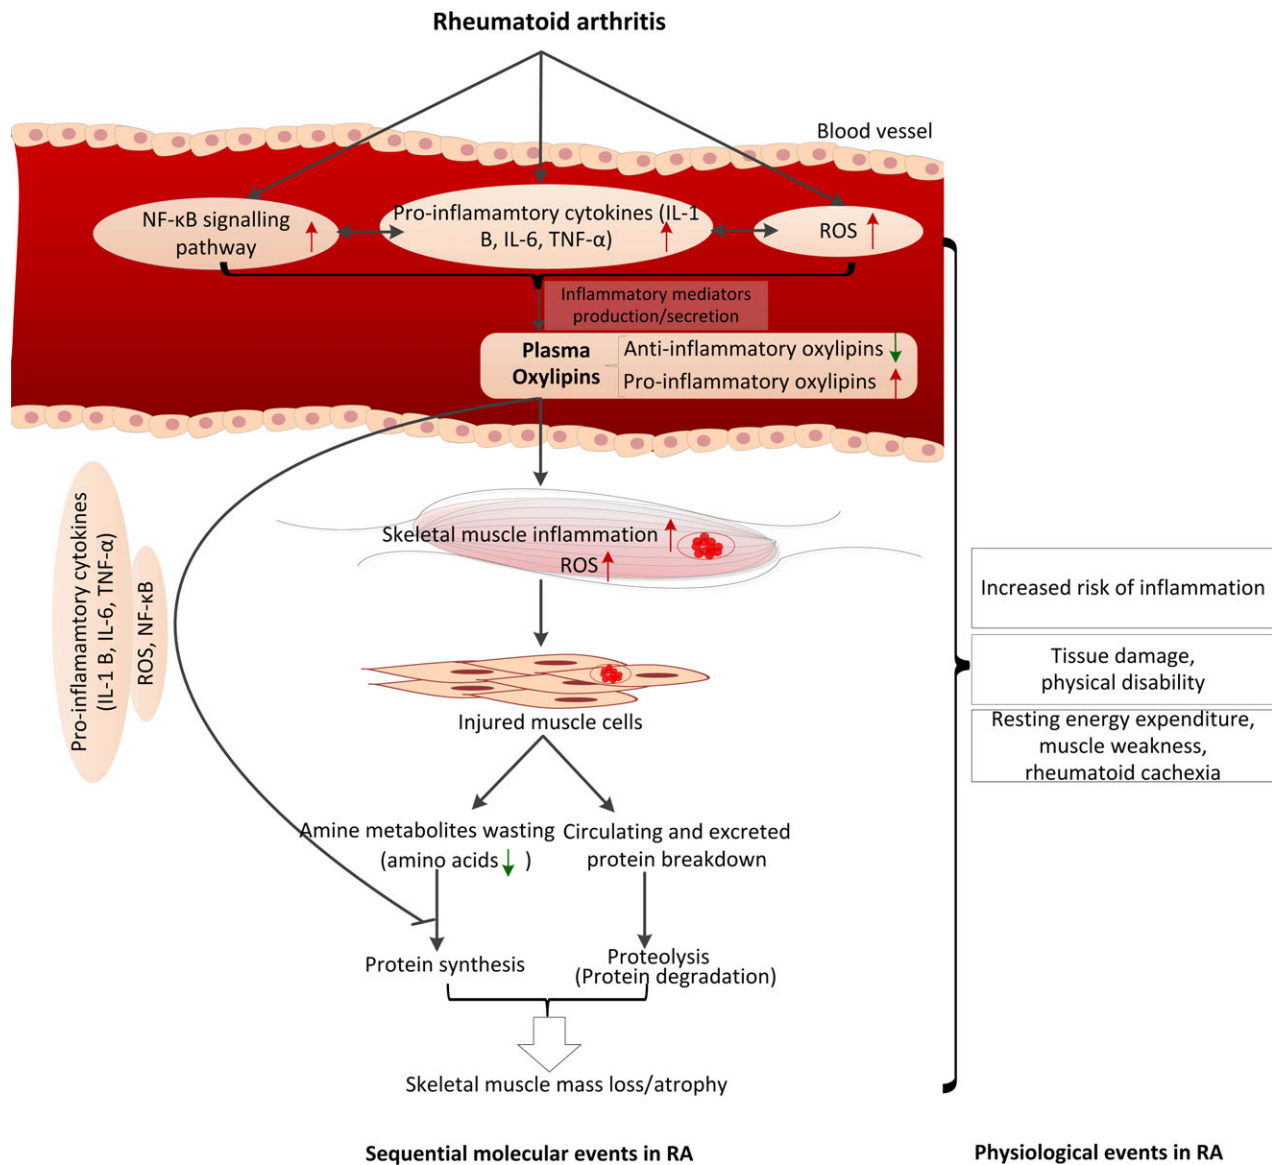 Rheumatoid arthritis
Blood vessel
NF-κB signalling
pathway
Pro-inflamamtory cytokines (IL-1
B, IL-6, TNF-α)
ROS
Inflammatory mediators
production/secretion
Plasma
Oxylipins
Anti-inflammatory oxylipins
Pro-inflammatory oxylipins
Pro-inflamamtory cytokines
(IL-1 B, IL-6, TNF-α)
ROS, NF-κB
Skeletal muscle inflammation
ROS
Injured muscle cells
Amine metabolites wasting
(amino acids )
Circulating and excreted
protein breakdown
Protein synthesis
Proteolysis
(Protein degradation)
Skeletal muscle mass loss/atrophy
Increased risk of inflammation
Tissue damage,
physical disability
Resting energy expenditure,
muscle weakness,
rheumatoid cachexia
Sequential molecular events in RA
Physiological events in RA